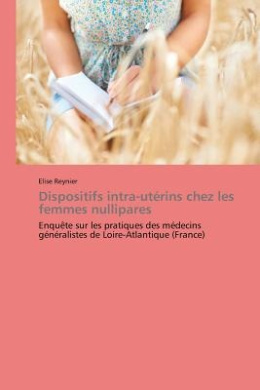 Elise Reynier
Dispositifs intra-utérins chez les
femmes nullipares
Enquête sur les pratiques des médecins
généralistes de Loire-Atlantique (France)